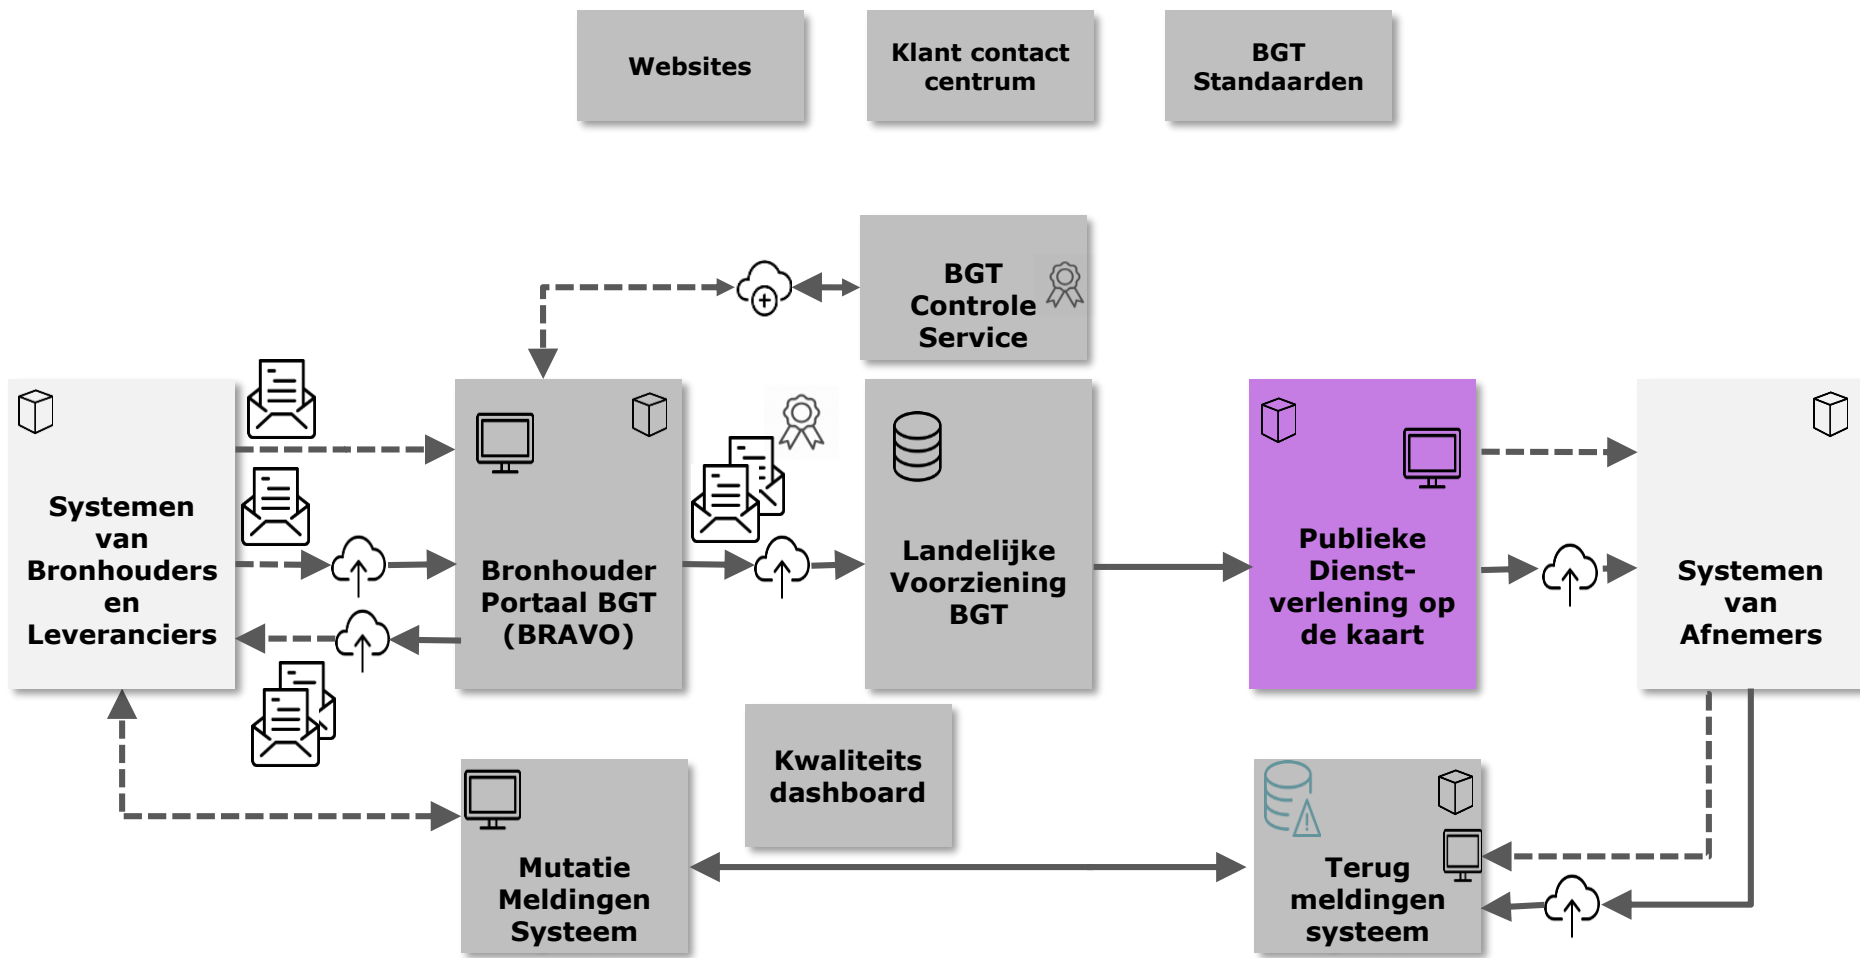 Websites
Klant contact
centrum
BGT
Standaarden
BGT
Controle
Service
Systemen
van
Bronhouders
en
Leveranciers
Bronhouder
Portaal BGT
(BRAVO)
Landelijke
Voorziening
BGT
Publieke
Dienst-
verlening op
de kaart
Systemen
van
Afnemers
Kwaliteits
dashboard
Mutatie
Meldingen
Systeem
Terug
meldingen
systeem